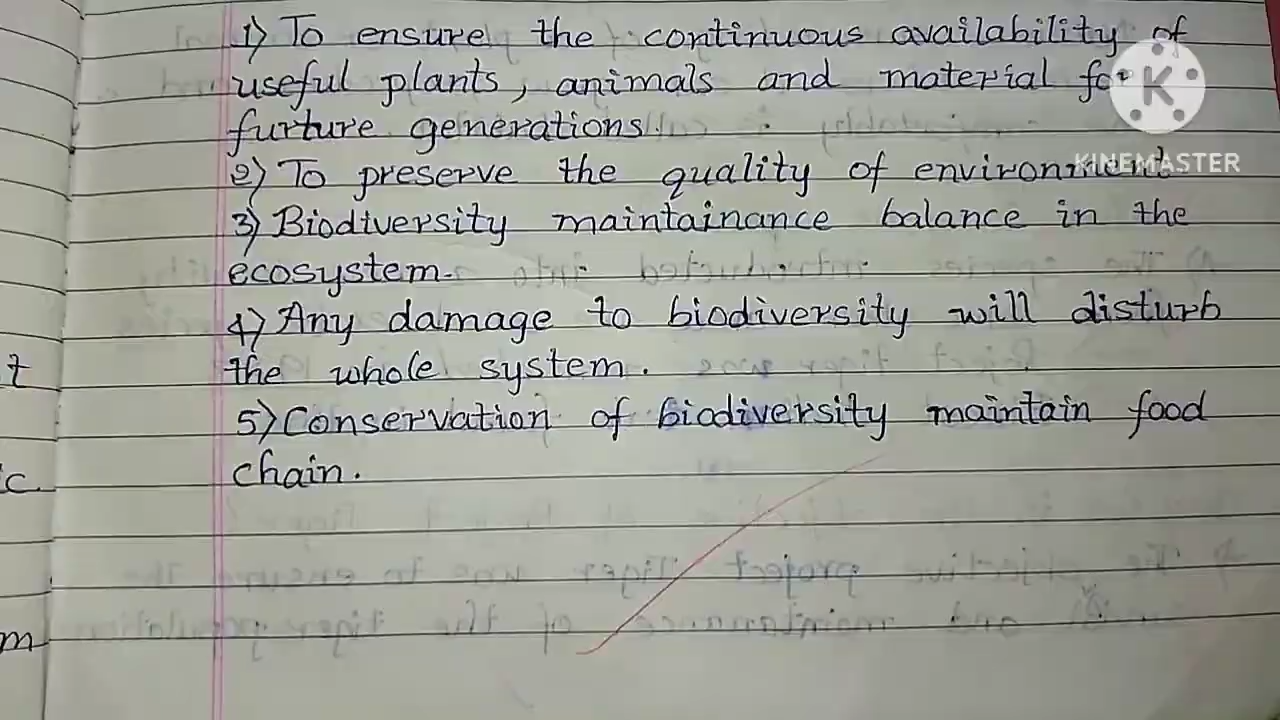 1) To ensure the continuous availability of
useful plants, animals and material for
furture generations.
2) To preserve the quality of environment
3) Biodiversity maintainance balance in the
ecosystem.
4) Any damage to biodiversity will disturb
the whole system.
5) Conservation of biodiversity maintain food
chain.
t
c
m
K
KINEMASTER